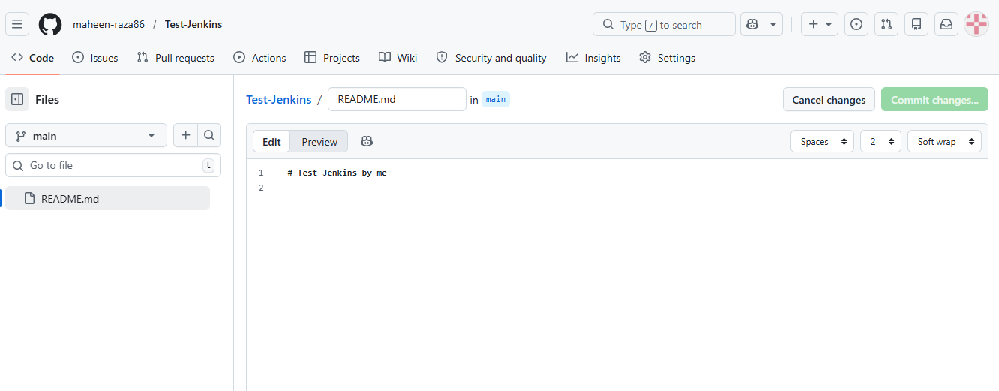 maheen-raza86 / Test-Jenkins
Type / to search
Code Issues Pull requests Actions Projects Wiki Security and quality Insights Settings
Files
Test-Jenkins / README.md in main
Cancel changes
Commit changes...
main
Go to file
t
README.md
Edit Preview
Spaces 2 Soft wrap
1 # Test-Jenkins by me
2